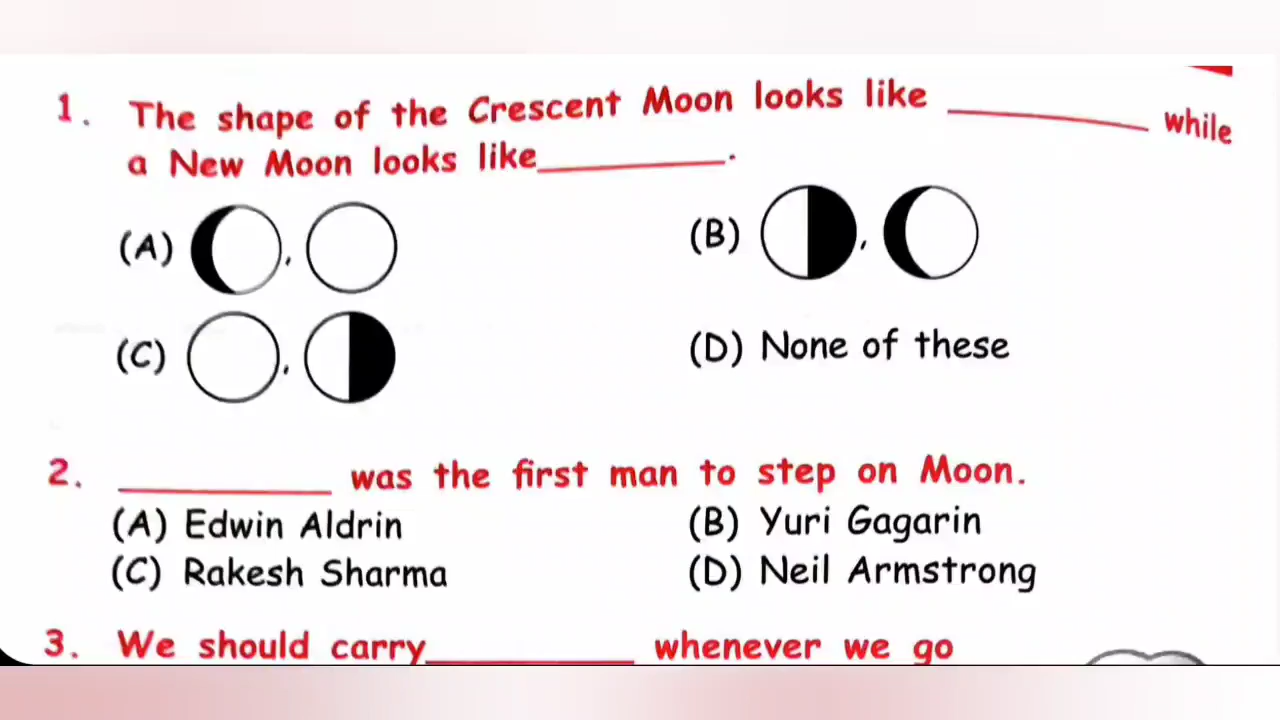 1. The shape of the Crescent Moon looks like __________ while
a New Moon looks like__________.
(A) , (B) ,
(C) , (D) None of these
2. __________ was the first man to step on Moon.
(A) Edwin Aldrin (B) Yuri Gagarin
(C) Rakesh Sharma (D) Neil Armstrong
3. We should carry__________ whenever we go